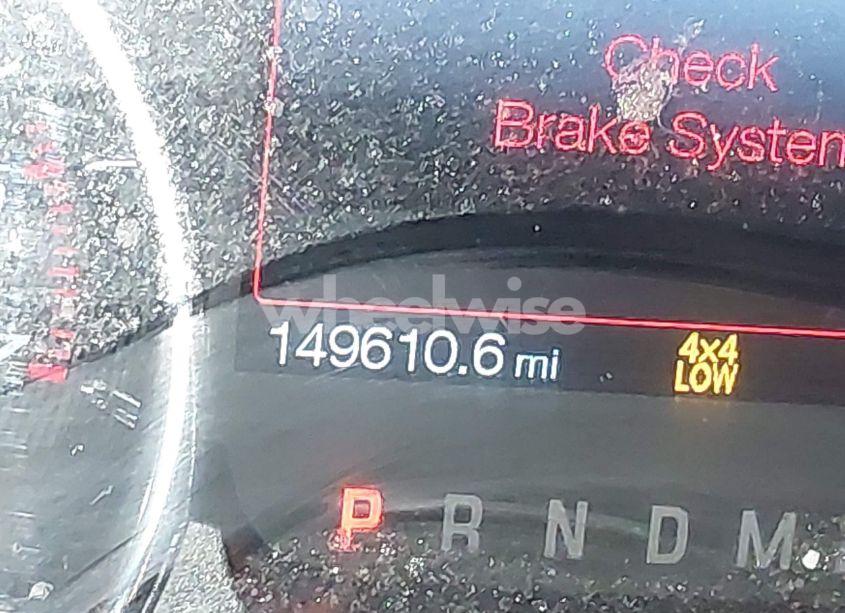 Check
Brake System
wheelwise
149610.6 mi
4x4
LOW
P R N D M